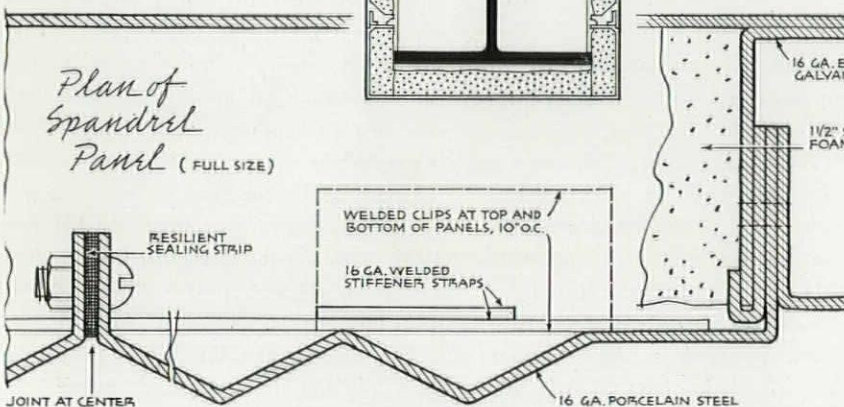 Plan of
Spandrel
Panel (FULL SIZE)
RESILIENT
SEALING STRIP
WELDED CLIPS AT TOP AND
BOTTOM OF PANELS, 10" O.C.
16 GA. WELDED
STIFFENER STRAPS
16 GA. E
GALVA
1 1/2" S
FOAM
JOINT AT CENTER
16 GA. PORCELAIN STEEL